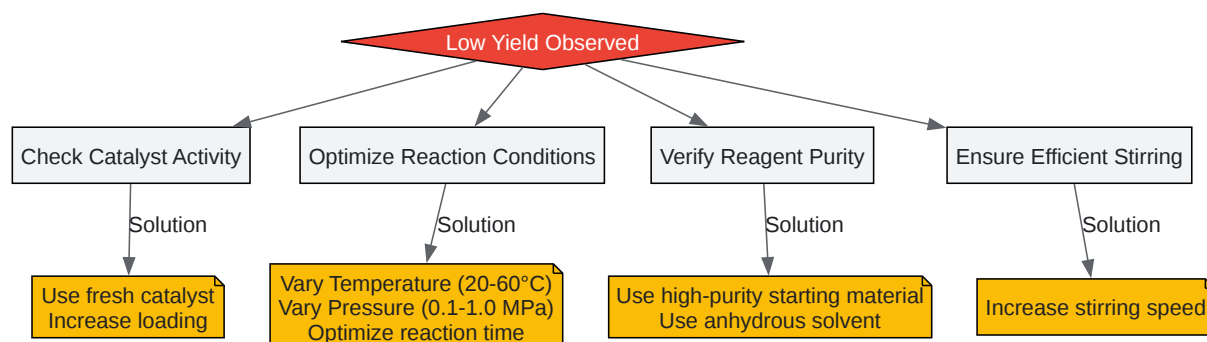 Low Yield Observed
Check Catalyst Activity
Optimize Reaction Conditions
Verify Reagent Purity
Ensure Efficient Stirring
Solution
Solution
Solution
Solution
Use fresh catalyst
Increase loading
Vary Temperature (20-60°C)
Vary Pressure (0.1-1.0 MPa)
Optimize reaction time
Use high-purity starting material
Use anhydrous solvent
Increase stirring speed